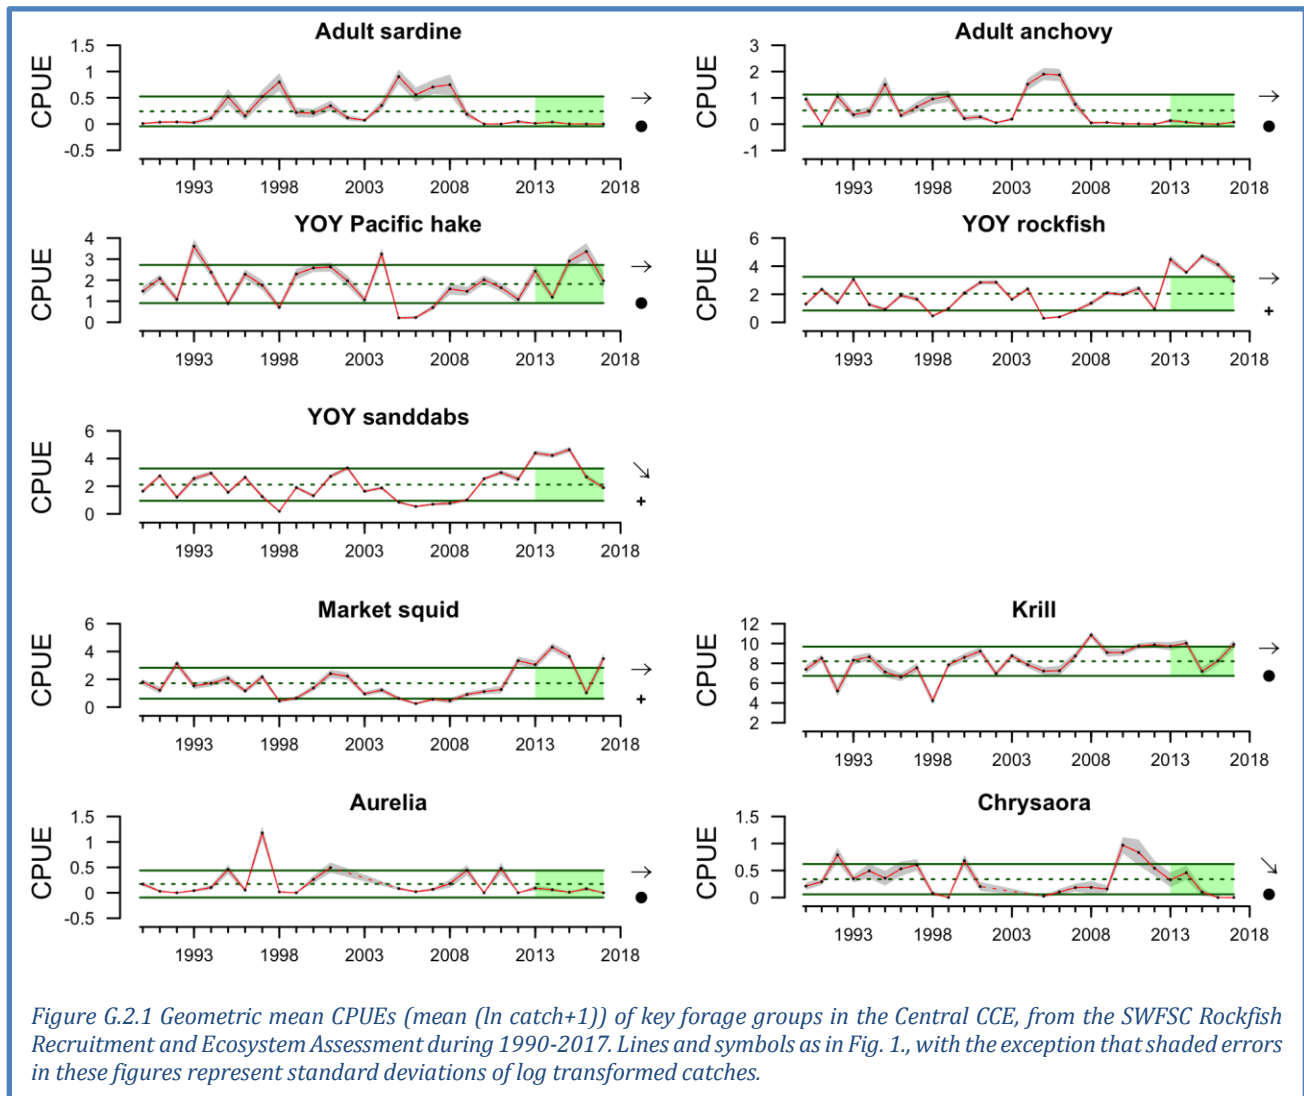 Adult sardine
CPUE
1.5
1
0.5
0
-0.5
1993 1998 2003 2008 2013 2018
Adult anchovy
CPUE
3
2
1
0
-1
1993 1998 2003 2008 2013 2018
YOY Pacific hake
CPUE
4
3
2
1
0
1993 1998 2003 2008 2013 2018
YOY rockfish
CPUE
6
4
2
0
1993 1998 2003 2008 2013 2018
YOY sanddabs
CPUE
6
4
2
0
1993 1998 2003 2008 2013 2018
Market squid
CPUE
6
4
2
0
1993 1998 2003 2008 2013 2018
Krill
CPUE
12
10
8
6
4
2
1993 1998 2003 2008 2013 2018
Aurelia
CPUE
1.5
1
0.5
0
-0.5
1993 1998 2003 2008 2013 2018
Chrysaora
CPUE
1.5
1
0.5
0
1993 1998 2003 2008 2013 2018
Figure G.2.1 Geometric mean CPUEs (mean (ln catch+1)) of key forage groups in the Central CCE, from the SWFSC Rockfish
Recruitment and Ecosystem Assessment during 1990-2017. Lines and symbols as in Fig. 1., with the exception that shaded errors
in these figures represent standard deviations of log transformed catches.